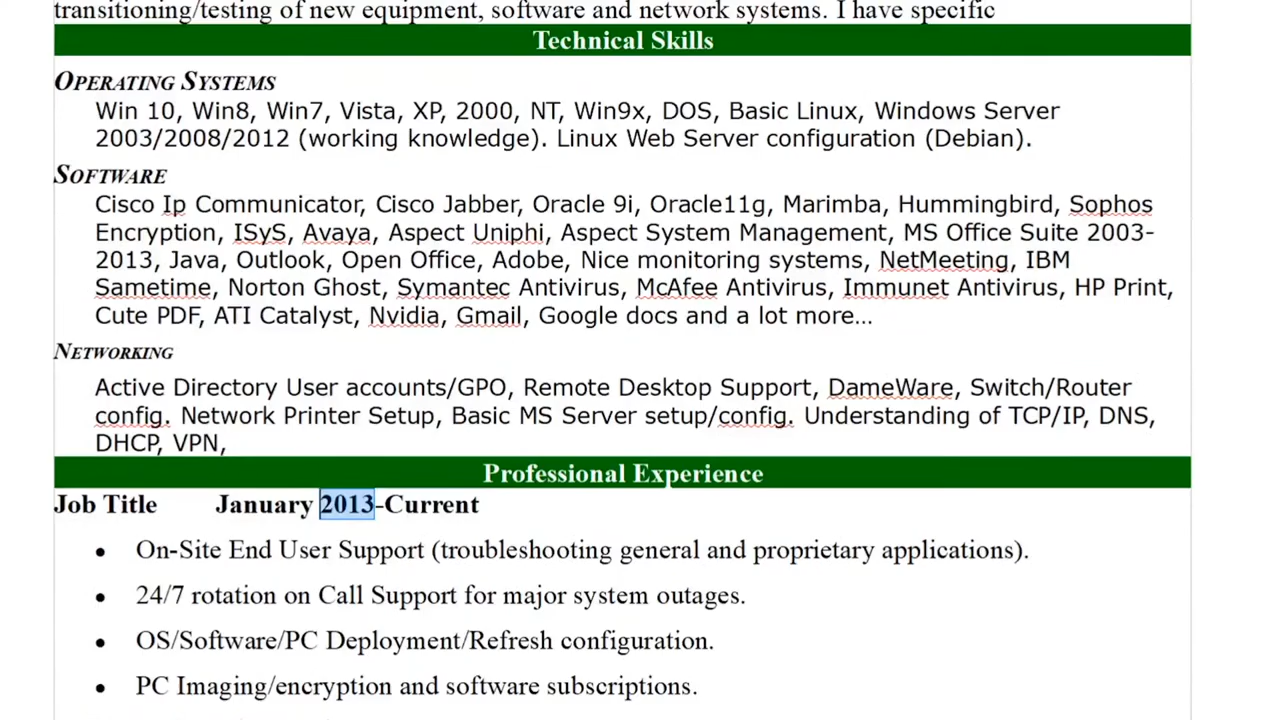 transitioning/testing of new equipment, software and network systems. I have specific
Technical Skills
OPERATING SYSTEMS
Win 10, Win8, Win7, Vista, XP, 2000, NT, Win9x, DOS, Basic Linux, Windows Server
2003/2008/2012 (working knowledge). Linux Web Server configuration (Debian).
SOFTWARE
Cisco Ip Communicator, Cisco Jabber, Oracle 9i, Oracle11g, Marimba, Hummingbird, Sophos
Encryption, ISyS, Avaya, Aspect Uniphi, Aspect System Management, MS Office Suite 2003-
2013, Java, Outlook, Open Office, Adobe, Nice monitoring systems, NetMeeting, IBM
Sametime, Norton Ghost, Symantec Antivirus, McAfee Antivirus, Immunet Antivirus, HP Print,
Cute PDF, ATI Catalyst, Nvidia, Gmail, Google docs and a lot more…
NETWORKING
Active Directory User accounts/GPO, Remote Desktop Support, DameWare, Switch/Router
config. Network Printer Setup, Basic MS Server setup/config. Understanding of TCP/IP, DNS,
DHCP, VPN,
Professional Experience
Job Title January 2013-Current
• On-Site End User Support (troubleshooting general and proprietary applications).
• 24/7 rotation on Call Support for major system outages.
• OS/Software/PC Deployment/Refresh configuration.
• PC Imaging/encryption and software subscriptions.